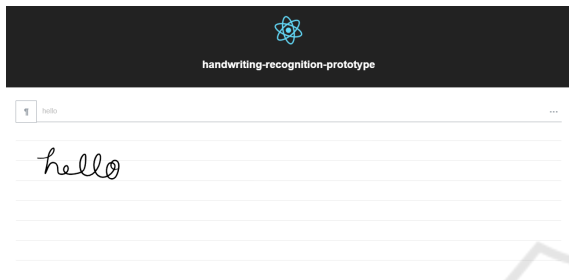 handwriting-recognition-prototype
¶ hello ...
hello